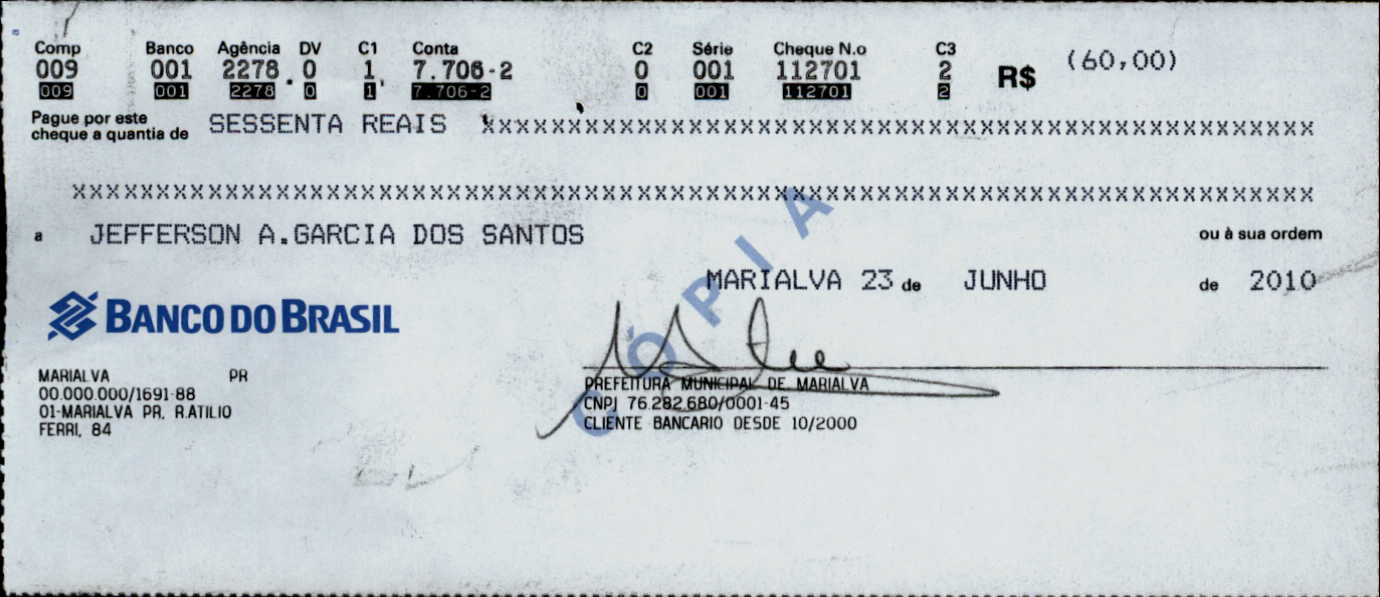 Comp Banco Agência DV C1 Conta C2 Série Cheque N.o C3
009 001 2278.0 1. 7.706-2 0 001 112701 2 R$ (60,00)
009 001 2278 0 1 7.706-2 0 001 112701 2
Pague por este
cheque a quantia de SESSENTA REAIS XXXXXXXXXXXXXXXXXXXXXXXXXXXXXXXXXXXXXXXXXXXXXXXXX
XXXXXXXXXXXXXXXXXXXXXXXXXXXXXXXXXXXXXXXXXXXXXXXXXXXXXXXXXXXXXXXXXXXXXXXX
a JEFFERSON A.GARCIA DOS SANTOS ou à sua ordem
MARIALVA 23 de JUNHO de 2010
CÓPIA
BANCO DO BRASIL
MARIALVA PR
00.000.000/1691-88
01-MARIALVA PR, R.ATILIO
FERRI, 84
PREFEITURA MUNICIPAL DE MARIALVA
CNPJ 76.282.680/0001-45
CLIENTE BANCARIO DESDE 10/2000